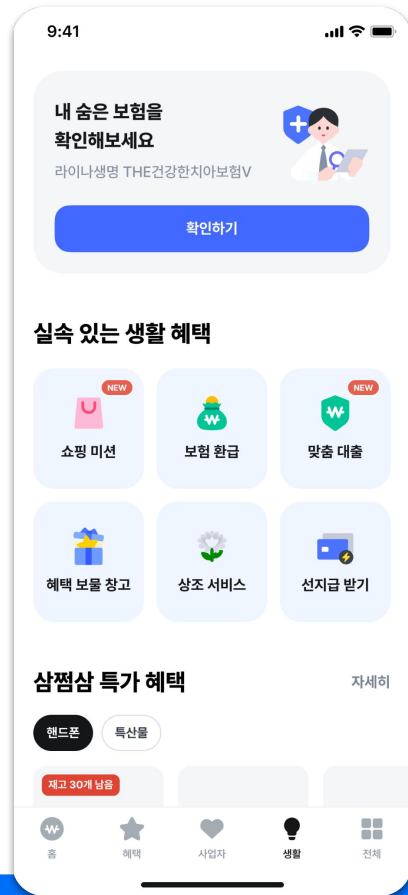 9:41
내 숨은 보험을
확인해보세요
라이나생명 THE건강한치아보험V
확인하기
실속 있는 생활 혜택
NEW
NEW
쇼핑 미션
보험 환급
맞춤 대출
혜택 보물 창고
상조 서비스
선지급 받기
삼쩜삼 특가 혜택
자세히
핸드폰
특산물
재고 30개 남음
홈
혜택
사업자
생활
전체